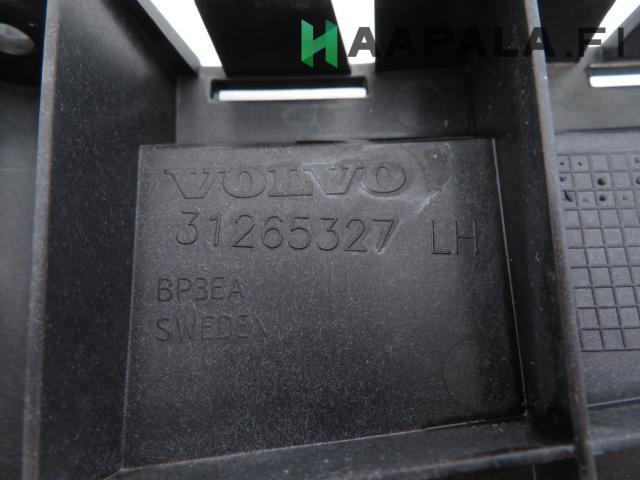 HAAPALA.FI
VOLVO
31265327 LH
BP3EA
SWEDEN